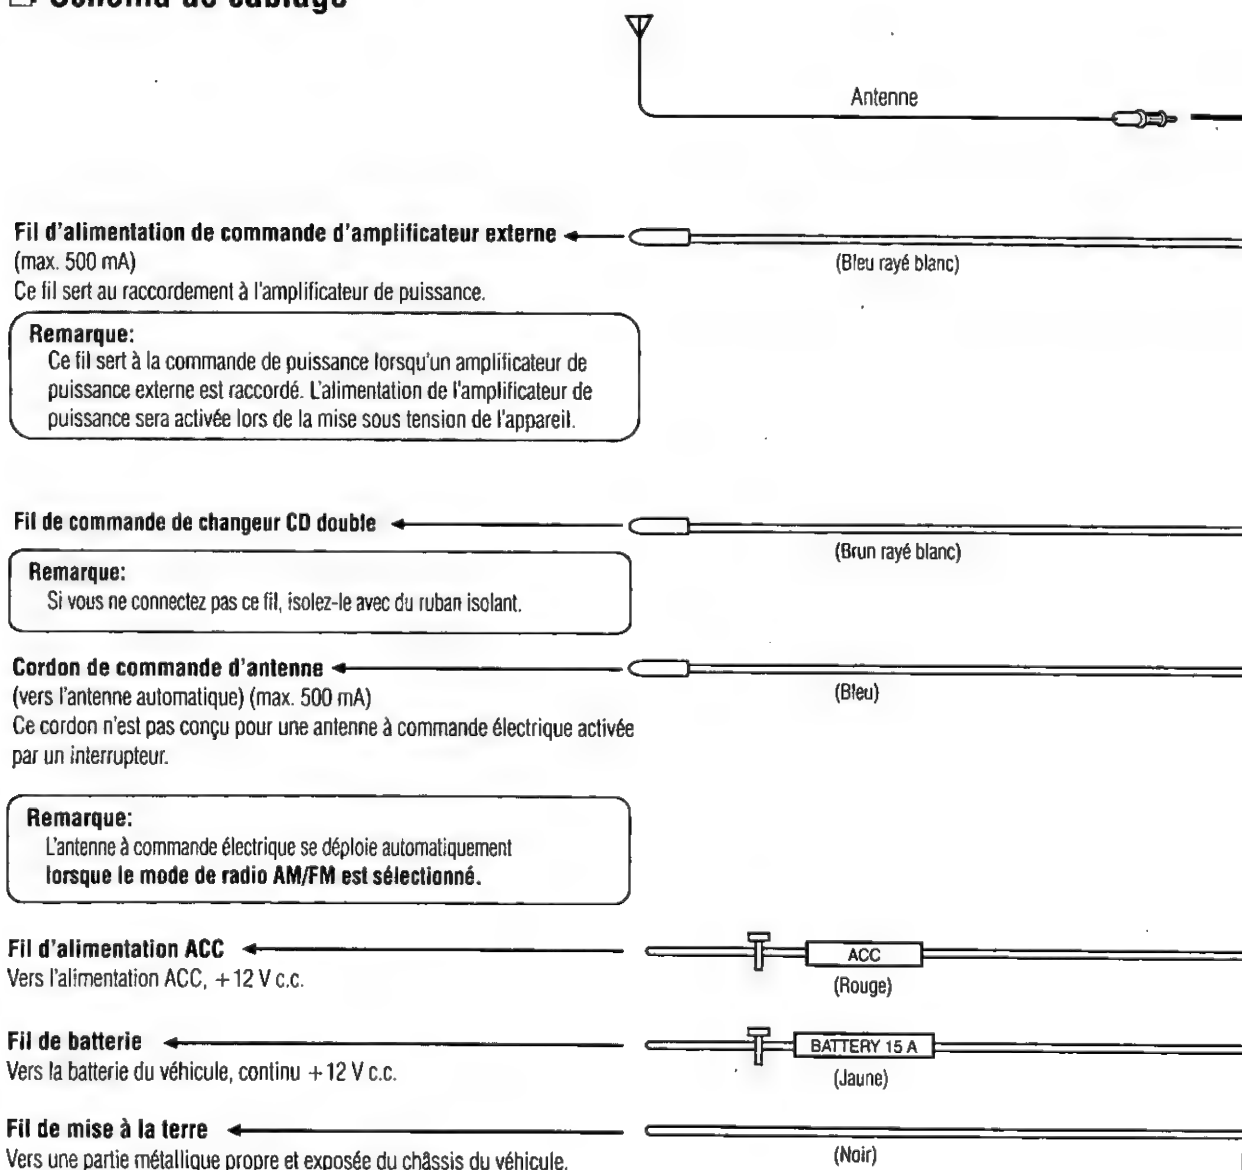 Schéma de câblage
Antenne
Fil d'alimentation de commande d'amplificateur externe
(max. 500 mA)
Ce fil sert au raccordement à l'amplificateur de puissance.
(Bleu rayé blanc)
Remarque:
Ce fil sert à la commande de puissance lorsqu'un amplificateur de
puissance externe est raccordé. L'alimentation de l'amplificateur de
puissance sera activée lors de la mise sous tension de l'appareil.
Fil de commande de changeur CD double
(Brun rayé blanc)
Remarque:
Si vous ne connectez pas ce fil, isolez-le avec du ruban isolant.
Cordon de commande d'antenne
(vers l'antenne automatique) (max. 500 mA)
Ce cordon n'est pas conçu pour une antenne à commande électrique activée
par un interrupteur.
(Bleu)
Remarque:
L'antenne à commande électrique se déploie automatiquement
lorsque le mode de radio AM/FM est sélectionné.
Fil d'alimentation ACC
Vers l'alimentation ACC, +12 V c.c.
ACC
(Rouge)
Fil de batterie
Vers la batterie du véhicule, continu +12 V c.c.
BATTERY 15 A
(Jaune)
Fil de mise à la terre
Vers une partie métallique propre et exposée du châssis du véhicule.
(Noir)